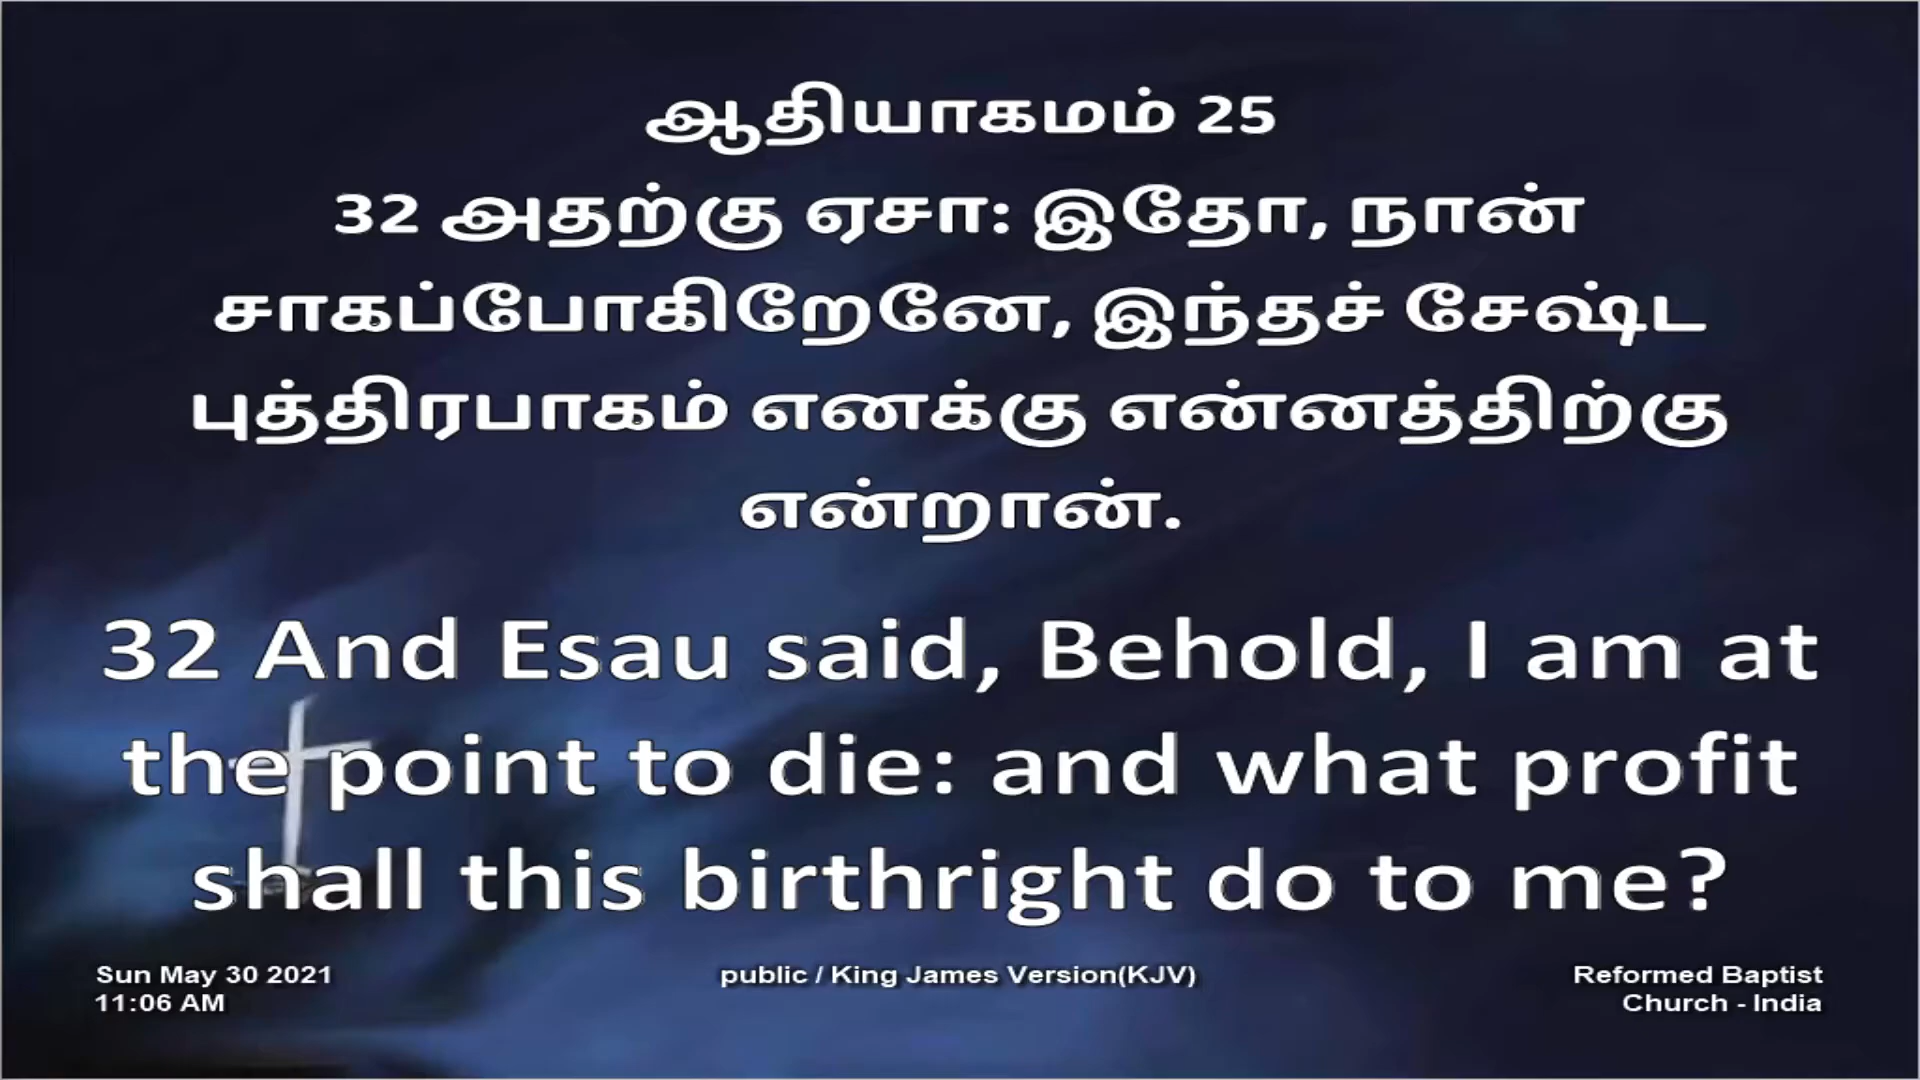 ஆதியாகமம் 25
32 அதற்கு ஏசா: இதோ, நான்
சாகப்போகிறேனே, இந்தச் சேஷ்ட
புத்திரபாகம் எனக்கு என்னத்திற்கு
என்றான்.
32 And Esau said, Behold, I am at
the point to die: and what profit
shall this birthright do to me?
Sun May 30 2021
11:06 AM
public / King James Version(KJV)
Reformed Baptist
Church - India